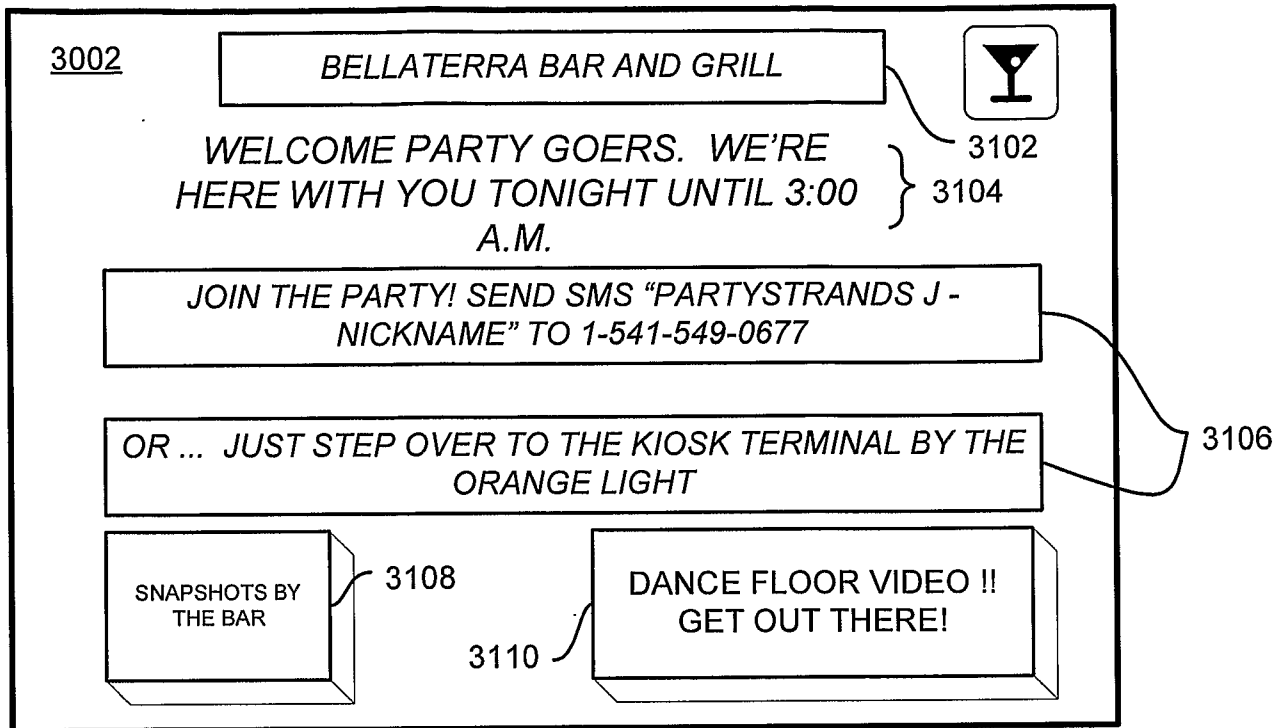 3002
BELLATERRA BAR AND GRILL
3102
WELCOME PARTY GOERS. WE'RE
HERE WITH YOU TONIGHT UNTIL 3:00
A.M.
3104
JOIN THE PARTY! SEND SMS “PARTYSTRANDS J -
NICKNAME” TO 1-541-549-0677
OR ... JUST STEP OVER TO THE KIOSK TERMINAL BY THE
ORANGE LIGHT
3106
SNAPSHOTS BY
THE BAR
3108
DANCE FLOOR VIDEO !!
GET OUT THERE!
3110